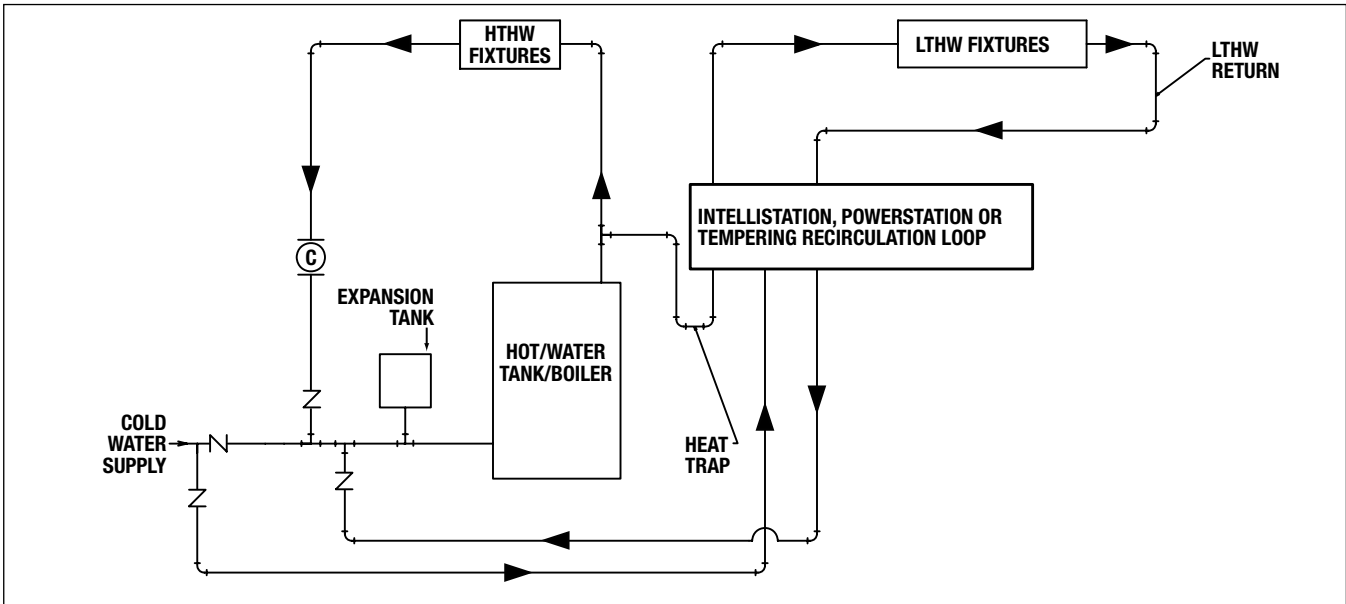 HTHW
FIXTURES
LTHW FIXTURES
LTHW
RETURN
INTELLISTATION, POWERSTATION OR
TEMPERING RECIRCULATION LOOP
C
EXPANSION
TANK
HOT/WATER
TANK/BOILER
COLD
WATER
SUPPLY
HEAT
TRAP